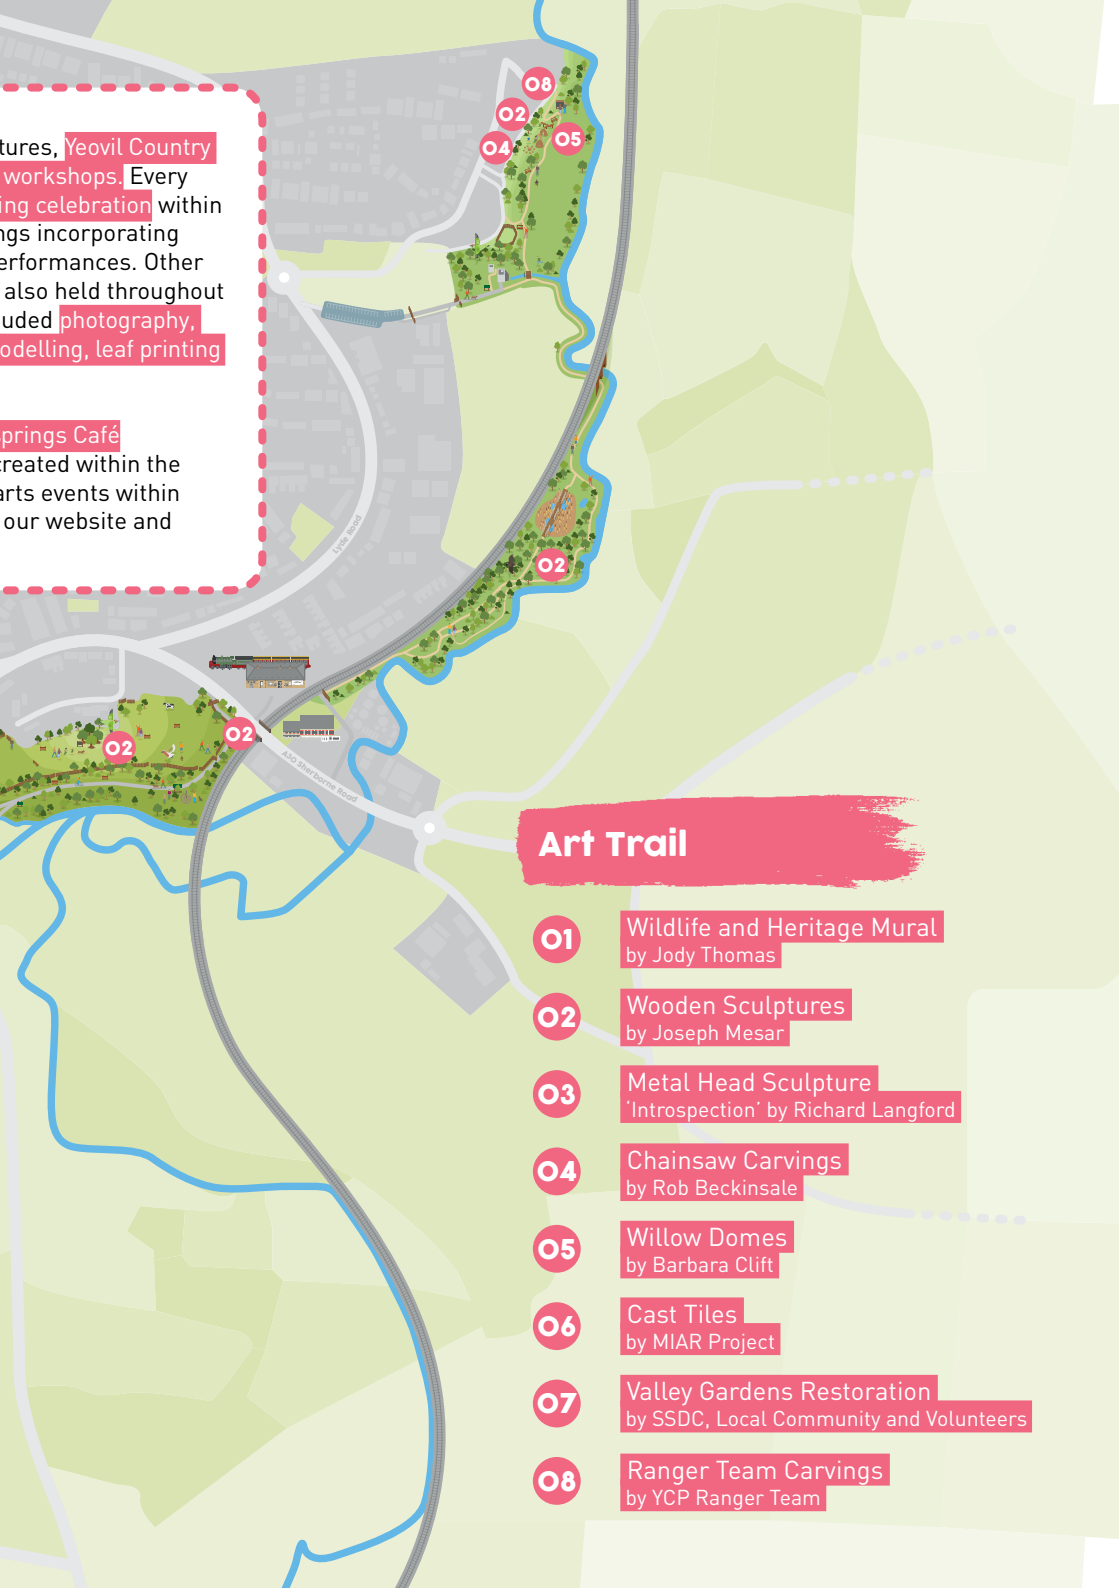 tures, Yeovil Country
workshops. Every
ing celebration within
ngs incorporating
erformances. Other
also held throughout
uded photography,
odelling, leaf printing
springs Café
created within the
arts events within
our website and
08
02
04
05
Lyde Road
02
02
02
A30 Sherborne Road
Art Trail
01
Wildlife and Heritage Mural
by Jody Thomas
02
Wooden Sculptures
by Joseph Mesar
03
Metal Head Sculpture
‘Introspection’ by Richard Langford
04
Chainsaw Carvings
by Rob Beckinsale
05
Willow Domes
by Barbara Clift
06
Cast Tiles
by MIAR Project
07
Valley Gardens Restoration
by SSDC, Local Community and Volunteers
08
Ranger Team Carvings
by YCP Ranger Team